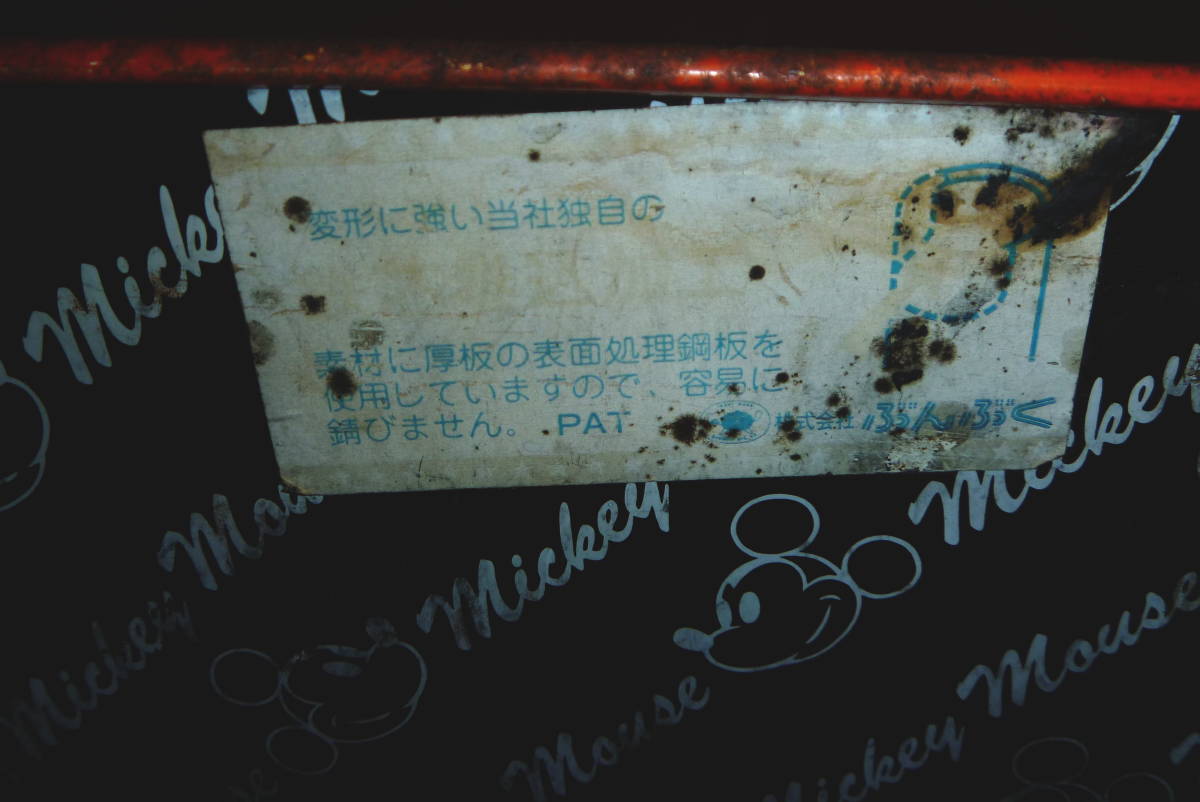 変形に強い当社独自の
素材に厚板の表面処理鋼板を
使用していますので、容易に
錆びません。 PAT
株式会社 ぶんぶく
Mickey
Mickey
Mickey
Mou
Mickey
Mouse
Mickey
Mouse
Mickey